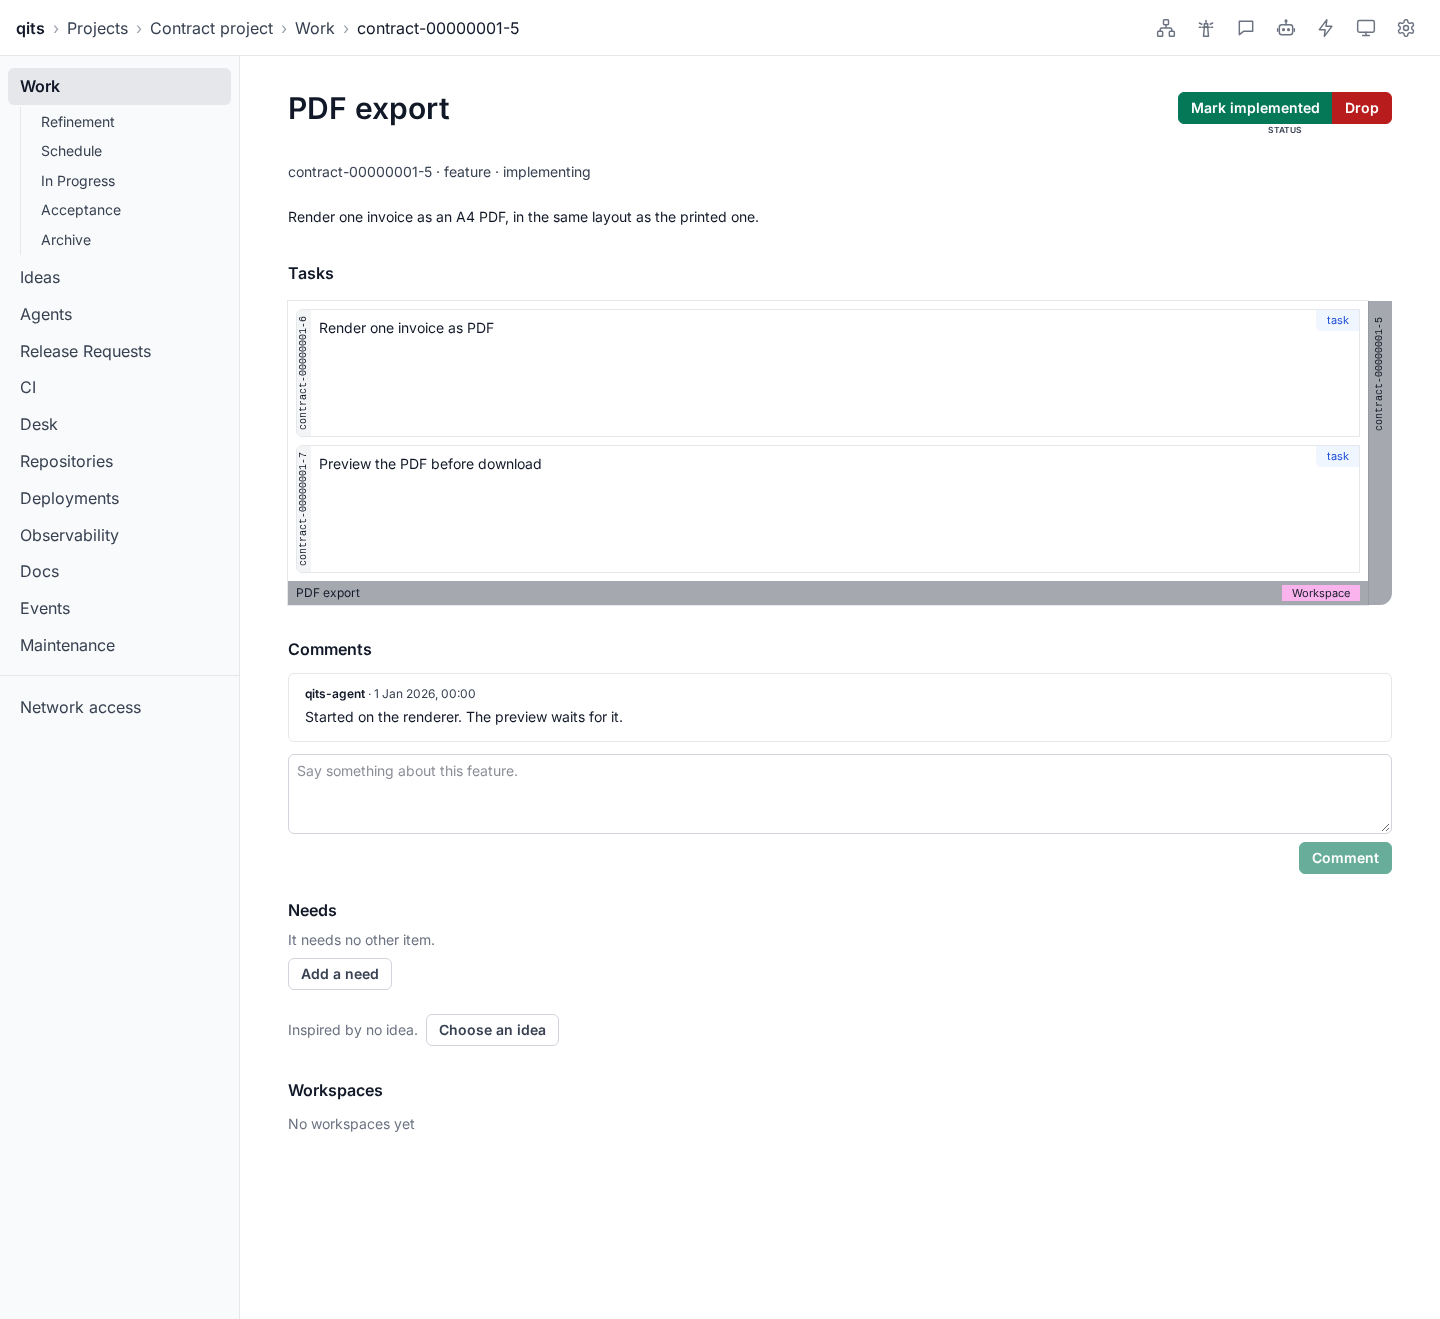 qits › Projects › Contract project › Work › contract-00000001-5
Work
Refinement
Schedule
In Progress
Acceptance
Archive
Ideas
Agents
Release Requests
CI
Desk
Repositories
Deployments
Observability
Docs
Events
Maintenance
Network access
PDF export
Mark implemented
Drop
STATUS
contract-00000001-5 · feature · implementing
Render one invoice as an A4 PDF, in the same layout as the printed one.
Tasks
contract-00000001-6
Render one invoice as PDF
task
contract-00000001-5
contract-00000001-7
Preview the PDF before download
task
PDF export
Workspace
Comments
qits-agent · 1 Jan 2026, 00:00
Started on the renderer. The preview waits for it.
Say something about this feature.
Comment
Needs
It needs no other item.
Add a need
Inspired by no idea.
Choose an idea
Workspaces
No workspaces yet